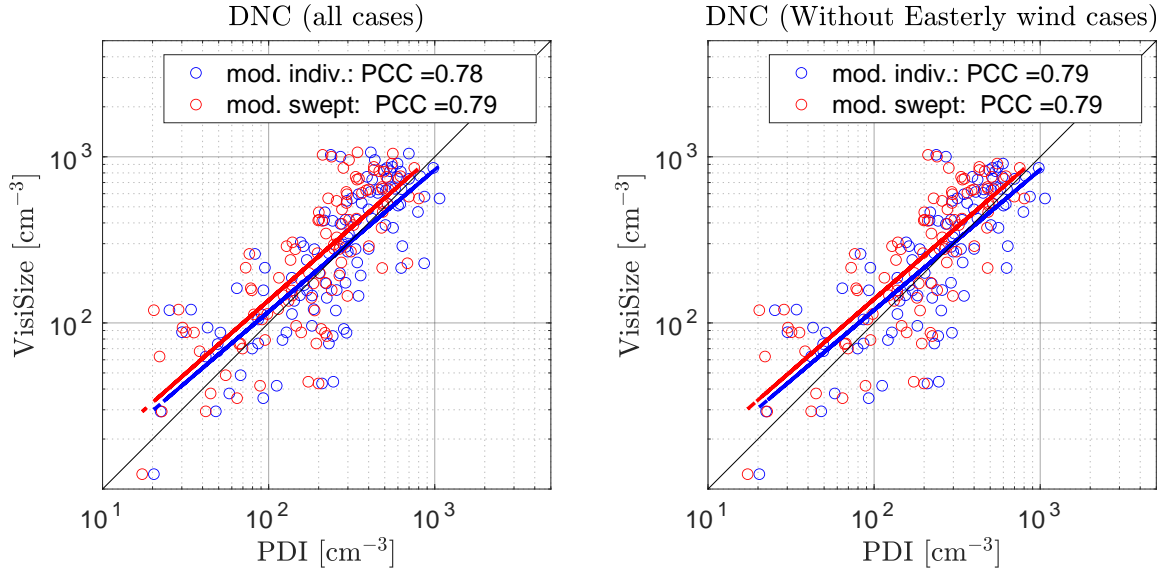 DNC (all cases)
mod. indiv.: PCC =0.78
mod. swept: PCC =0.79
10^3
10^2
VisiSize [cm^{-3}]
10^1
10^2
10^3
PDI [cm^{-3}]
DNC (Without Easterly wind cases)
mod. indiv.: PCC =0.79
mod. swept: PCC =0.79
10^3
10^2
VisiSize [cm^{-3}]
10^1
10^2
10^3
PDI [cm^{-3}]